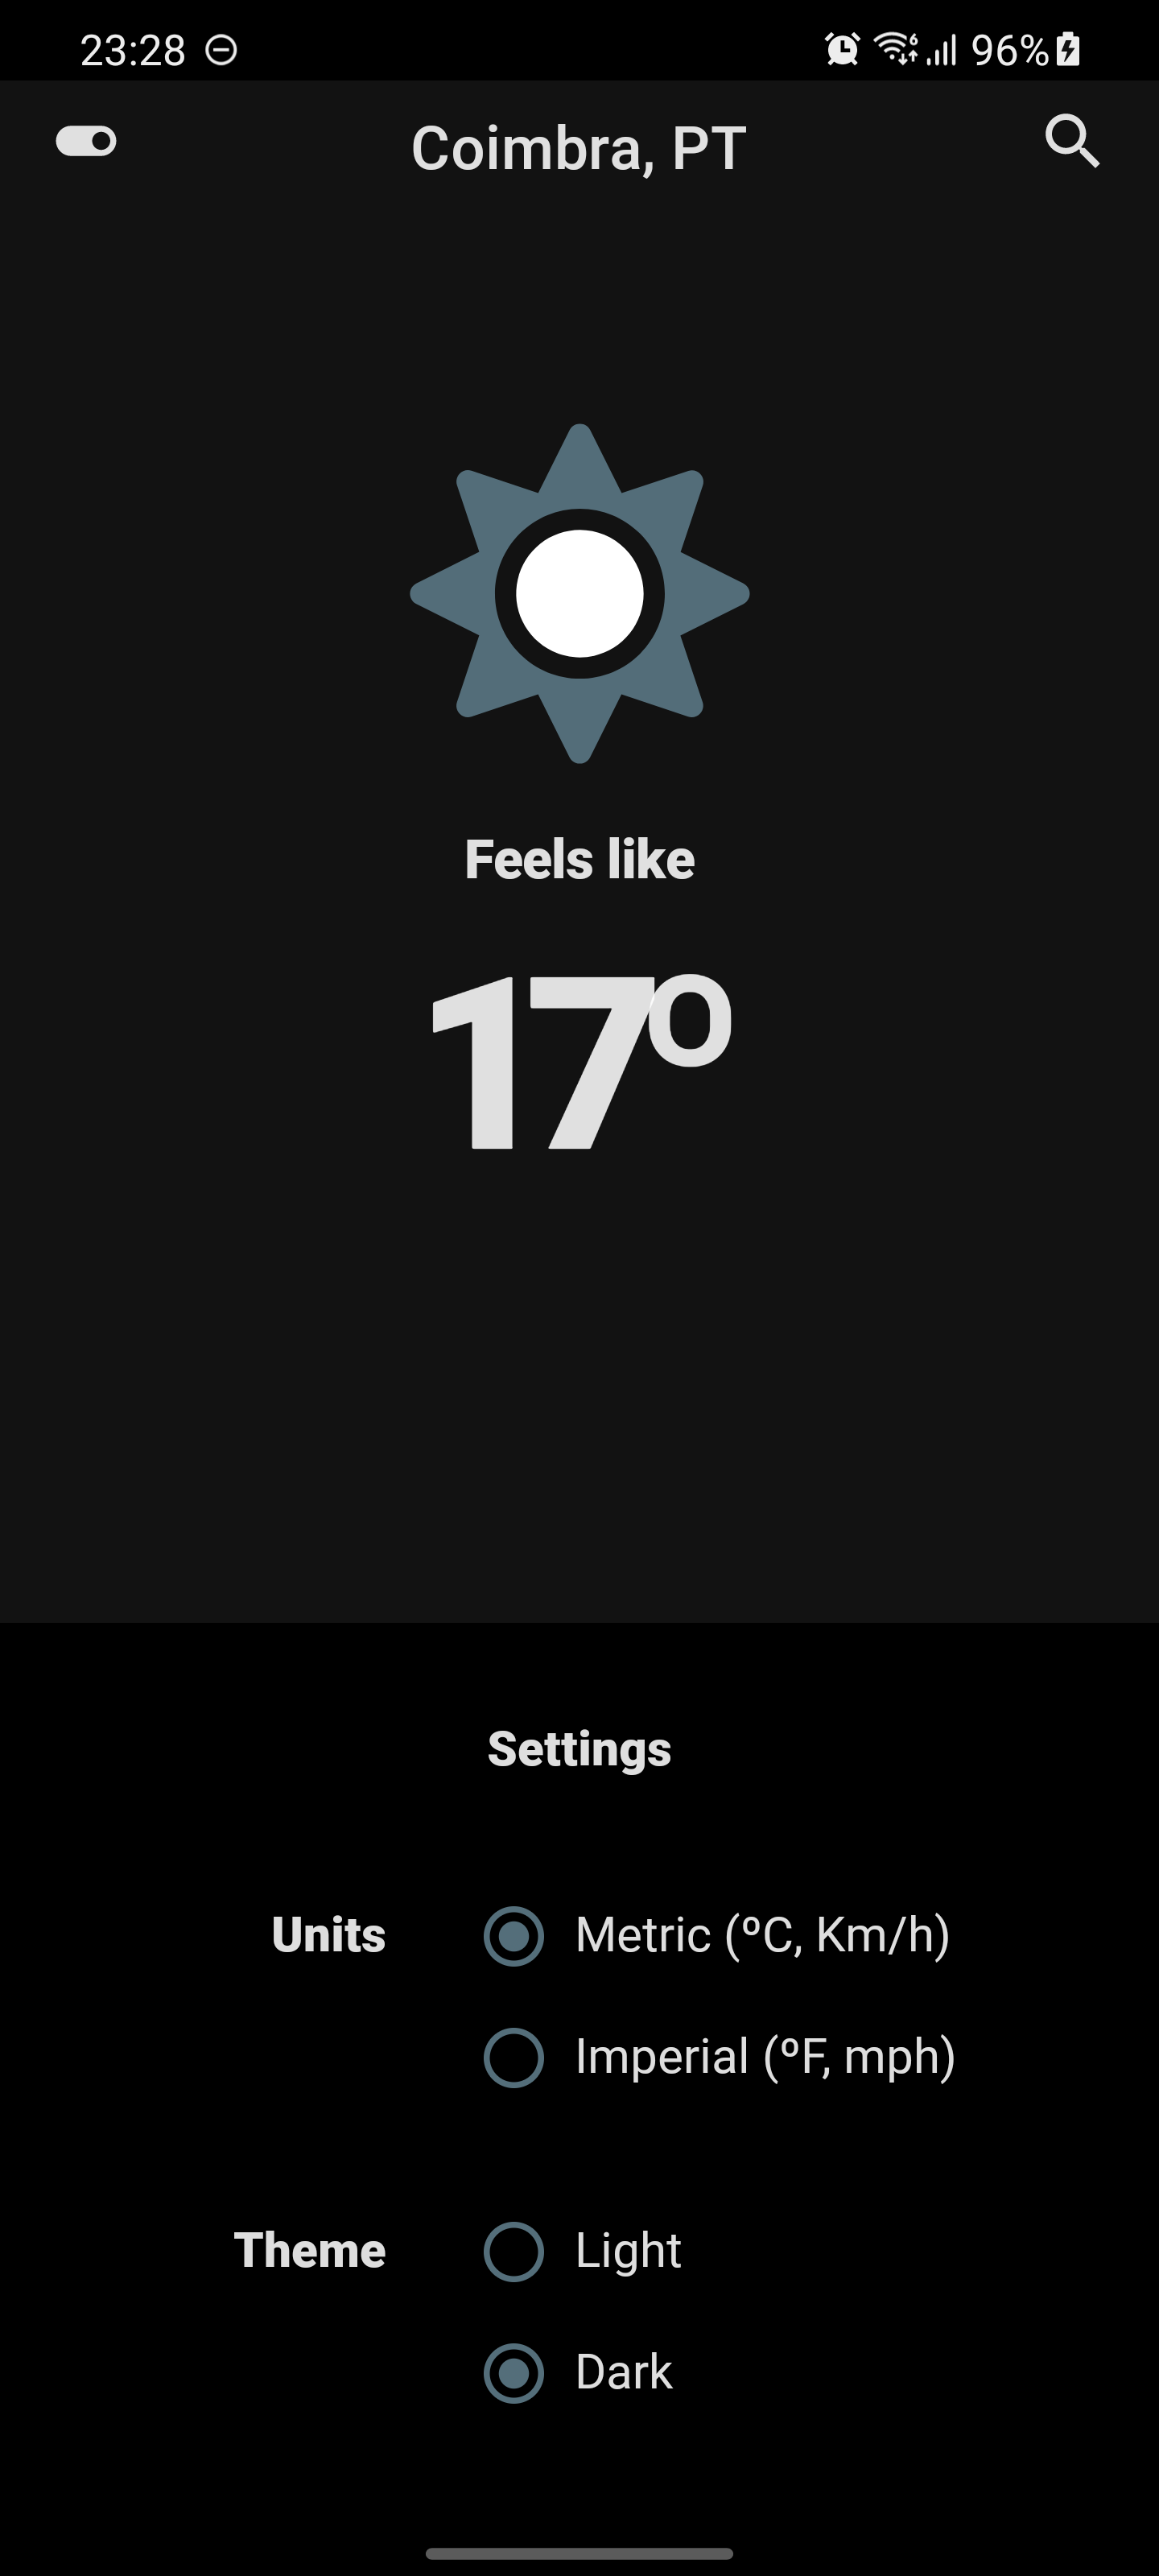 23:28 96%
Coimbra, PT
Feels like
17º
Settings
Units Metric (ºC, Km/h)
Imperial (ºF, mph)
Theme Light
Dark